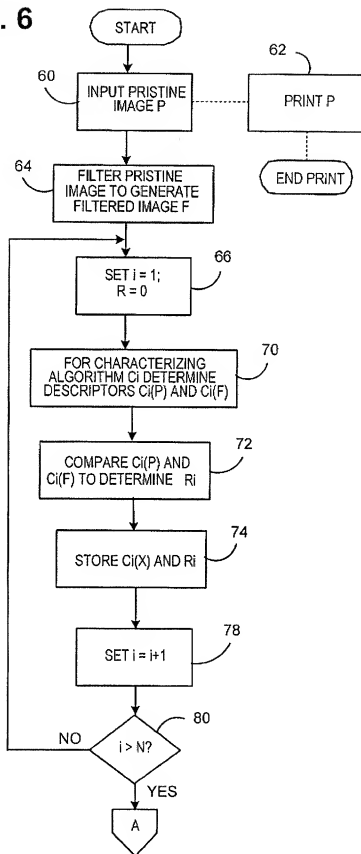 . 6
START
60
INPUT PRISTINE
IMAGE P
62
PRINT P
END PRINT
64
FILTER PRISTINE
IMAGE TO GENERATE
FILTERED IMAGE F
66
SET i = 1;
R = 0
70
FOR CHARACTERIZING
ALGORITHM Ci DETERMINE
DESCRIPTORS Ci(P) AND Ci(F)
72
COMPARE Ci(P) AND
Ci(F) TO DETERMINE Ri
74
STORE Ci(X) AND Ri
78
SET i = i+1
80
NO
i > N?
YES
A